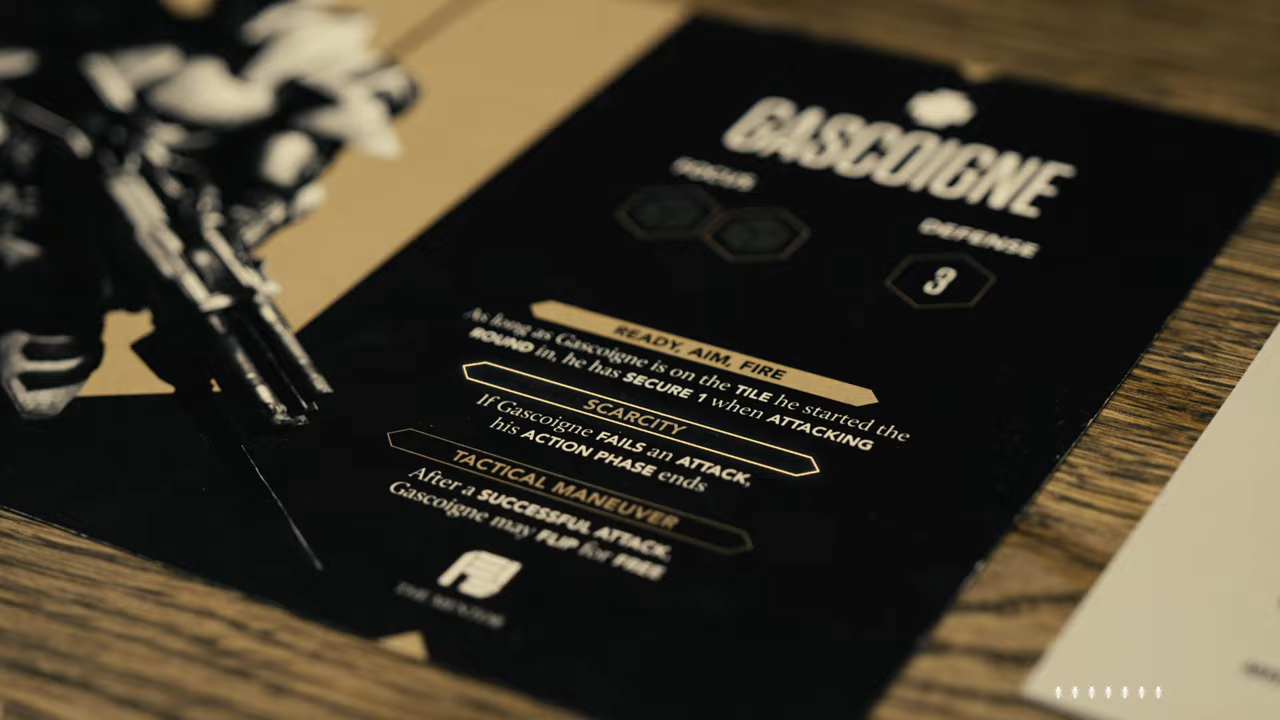 GASCOIGNE
FOCUS
DEFENSE
3
READY, AIM, FIRE
As long as Gascoigne is on the TILE he started the
ROUND in, he has SECURE 1 when ATTACKING
SCARCITY
If Gascoigne FAILS an ATTACK,
his ACTION PHASE ends
TACTICAL MANEUVER
After a SUCCESSFUL ATTACK,
Gascoigne may FLIP for FREE
THE MENTOR